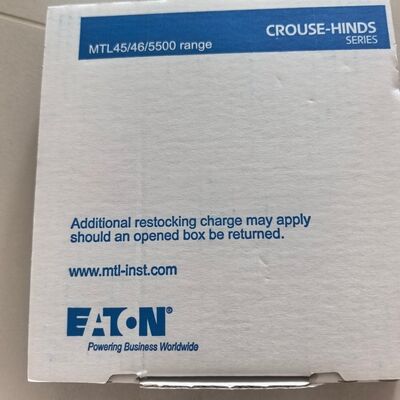 CROUSE-HINDS
SERIES
MTL45/46/5500 range
Additional restocking charge may apply
should an opened box be returned.
www.mtl-inst.com
EATON®
Powering Business Worldwide